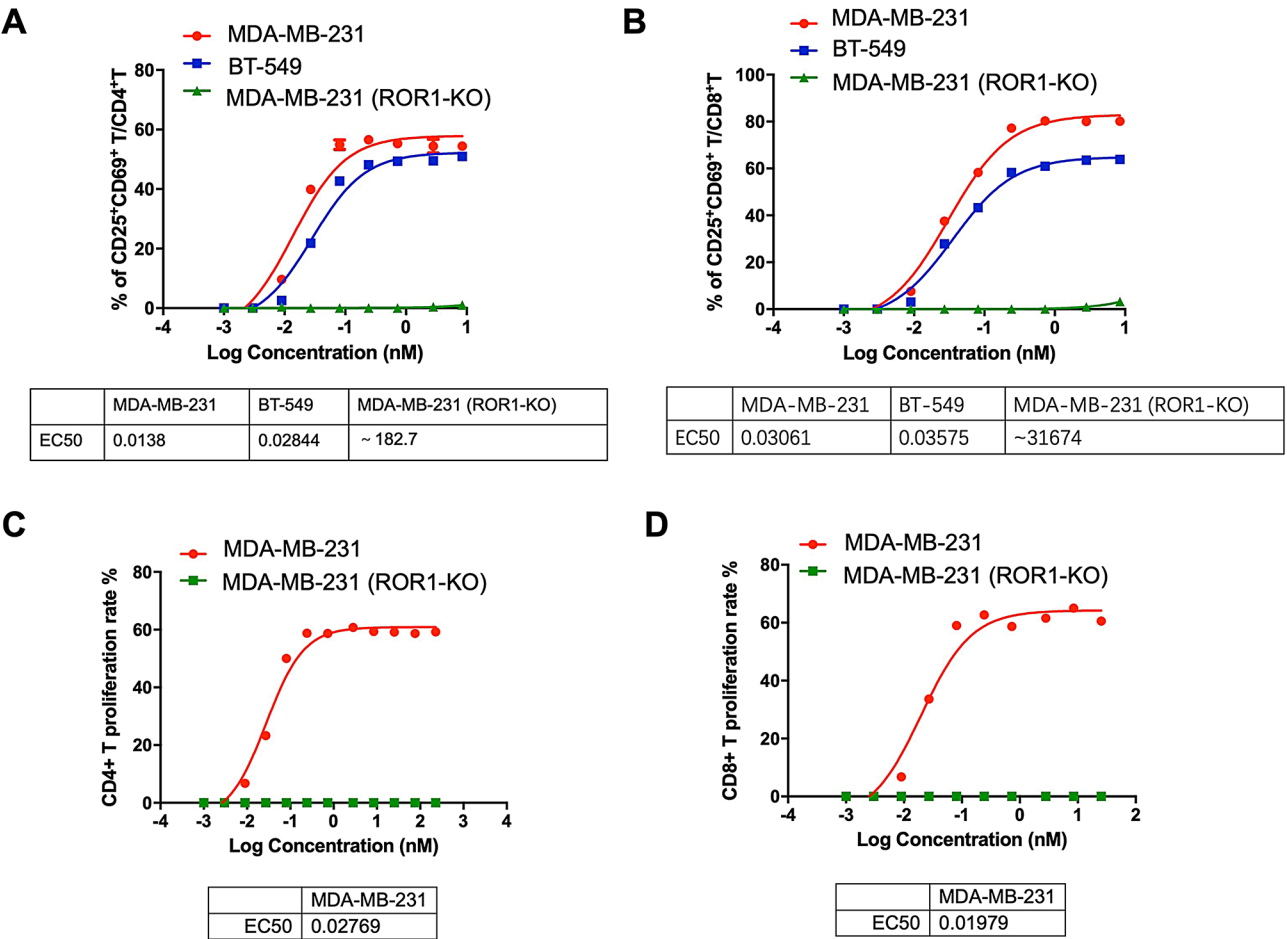 A
MDA-MB-231
BT-549
MDA-MB-231 (ROR1-KO)
% of CD25⁺CD69⁺ T/CD4⁺T
80
60
40
20
0
-4 -3 -2 -1 0 1
Log Concentration (nM)
MDA-MB-231 BT-549 MDA-MB-231 (ROR1-KO)
EC50 0.0138 0.02844 ~ 182.7
B
MDA-MB-231
BT-549
MDA-MB-231 (ROR1-KO)
% of CD25⁺CD69⁺ T/CD8⁺T
100
80
60
40
20
0
-4 -3 -2 -1 0 1
Log Concentration (nM)
MDA-MB-231 BT-549 MDA-MB-231 (ROR1-KO)
EC50 0.03061 0.03575 ~31674
C
MDA-MB-231
MDA-MB-231 (ROR1-KO)
CD4+ T proliferation rate %
80
60
40
20
0
-4 -3 -2 -1 0 1 2 3 4
Log Concentration (nM)
MDA-MB-231
EC50 0.02769
D
MDA-MB-231
MDA-MB-231 (ROR1-KO)
CD8+ T proliferation rate %
80
60
40
20
0
-4 -3 -2 -1 0 1 2
Log Concentration (nM)
MDA-MB-231
EC50 0.01979